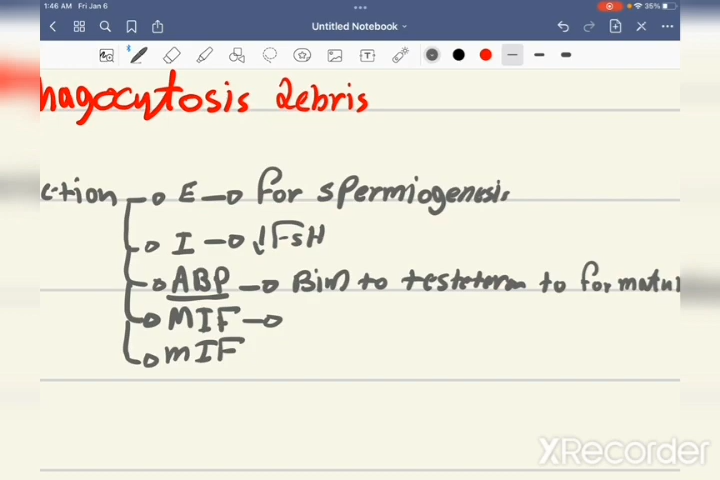 1:46 AM Fri Jan 6
35%
Untitled Notebook
hagocytosis debris
ction
E → for spermiogenesis
I → ↓FSH
ABP → Bind to to for matur
MIF →
mIF
XRecorder